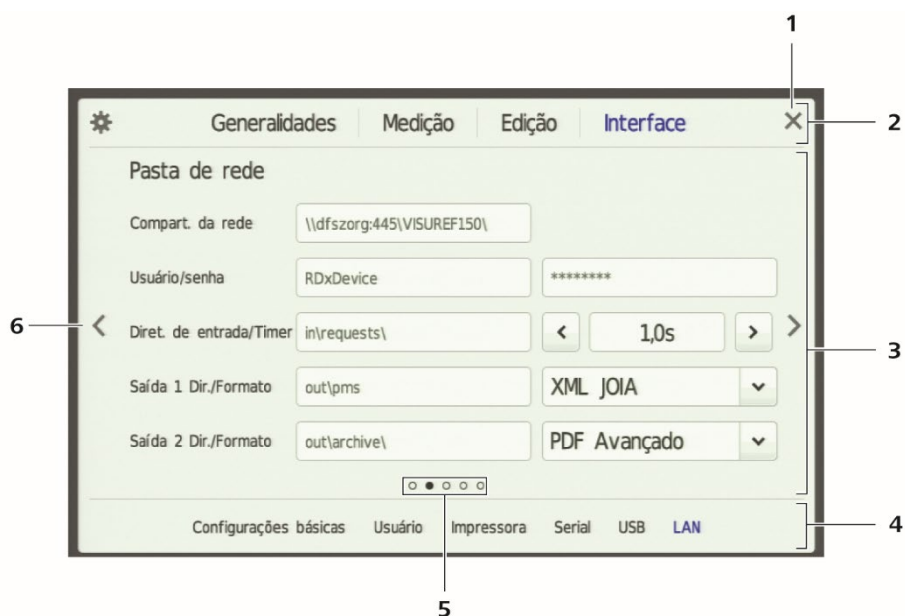 1
Generalidades Medição Edição Interface
2
Pasta de rede
Compart. da rede \\dfszorg:445\VISUREF150\
Usuário/senha RDxDevice ********
6
Diret. de entrada/Timer in\requests\ 1,0s
3
Saída 1 Dir./Formato out\pms XML JOIA
Saída 2 Dir./Formato out\archive\ PDF Avançado
Configurações básicas Usuário Impressora Serial USB LAN
4
5